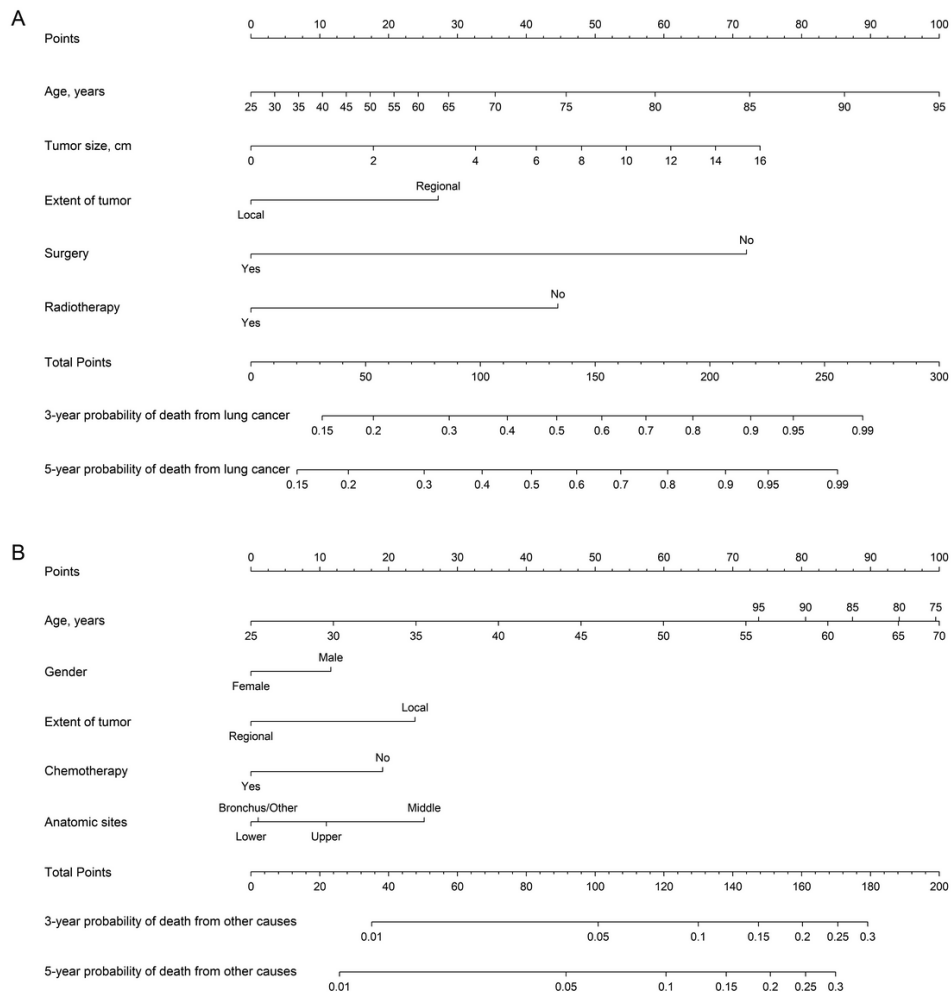 A
0 10 20 30 40 50 60 70 80 90 100
Points
Age, years
25 30 35 40 45 50 55 60 65 70 75 80 85 90 95
Tumor size, cm
0 2 4 6 8 10 12 14 16
Regional
Extent of tumor
Local
No
Surgery
Yes
No
Radiotherapy
Yes
Total Points
0 50 100 150 200 250 300
3-year probability of death from lung cancer
0.15 0.2 0.3 0.4 0.5 0.6 0.7 0.8 0.9 0.95 0.99
5-year probability of death from lung cancer
0.15 0.2 0.3 0.4 0.5 0.6 0.7 0.8 0.9 0.95 0.99
B
0 10 20 30 40 50 60 70 80 90 100
Points
95 90 85 80 75
Age, years
25 30 35 40 45 50 55 60 65 70
Male
Gender
Female
Local
Extent of tumor
Regional
No
Chemotherapy
Yes
Bronchus/Other Middle
Anatomic sites
Lower Upper
Total Points
0 20 40 60 80 100 120 140 160 180 200
3-year probability of death from other causes
0.01 0.05 0.1 0.15 0.2 0.25 0.3
5-year probability of death from other causes
0.01 0.05 0.1 0.15 0.2 0.25 0.3